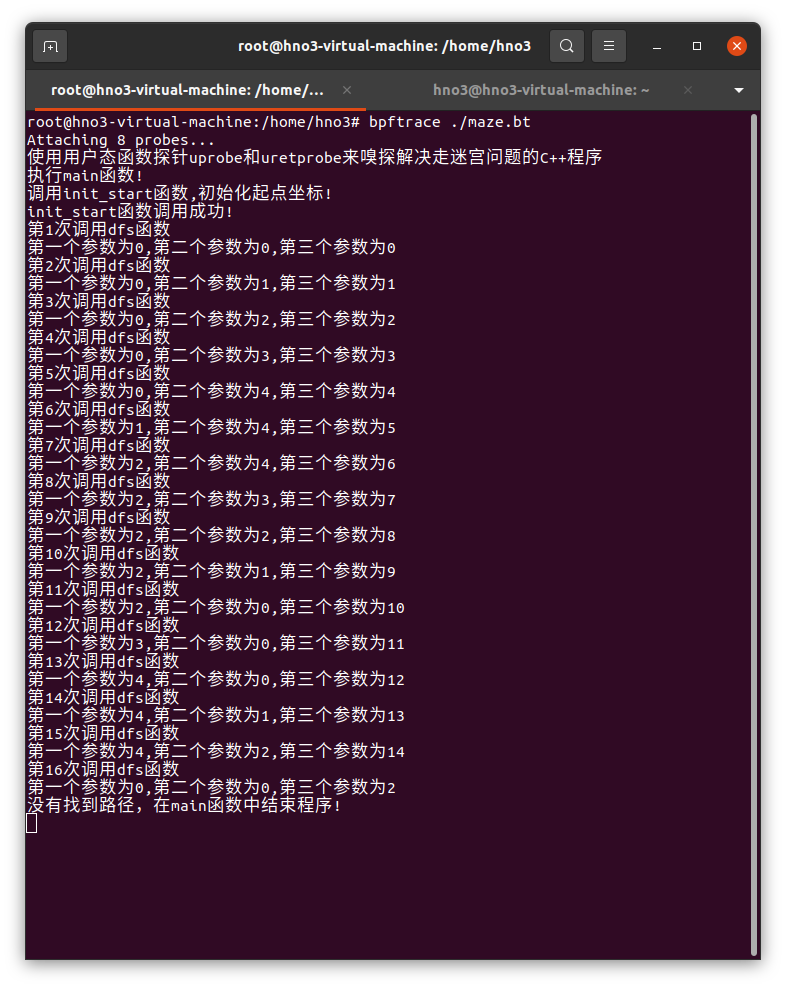 root@hno3-virtual-machine: /home/hno3
root@hno3-virtual-machine: /home/...
hno3@hno3-virtual-machine: ~
root@hno3-virtual-machine:/home/hno3# bpftrace ./maze.bt
Attaching 8 probes...
使用用户态函数探针uprobe和uretprobe来嗅探解决走迷宫问题的C++程序
执行main函数!
调用init_start函数,初始化起点坐标!
init_start函数调用成功!
第1次调用dfs函数
第一个参数为0,第二个参数为0,第三个参数为0
第2次调用dfs函数
第一个参数为0,第二个参数为1,第三个参数为1
第3次调用dfs函数
第一个参数为0,第二个参数为2,第三个参数为2
第4次调用dfs函数
第一个参数为0,第二个参数为3,第三个参数为3
第5次调用dfs函数
第一个参数为0,第二个参数为4,第三个参数为4
第6次调用dfs函数
第一个参数为1,第二个参数为4,第三个参数为5
第7次调用dfs函数
第一个参数为2,第二个参数为4,第三个参数为6
第8次调用dfs函数
第一个参数为2,第二个参数为3,第三个参数为7
第9次调用dfs函数
第一个参数为2,第二个参数为2,第三个参数为8
第10次调用dfs函数
第一个参数为2,第二个参数为1,第三个参数为9
第11次调用dfs函数
第一个参数为2,第二个参数为0,第三个参数为10
第12次调用dfs函数
第一个参数为3,第二个参数为0,第三个参数为11
第13次调用dfs函数
第一个参数为4,第二个参数为0,第三个参数为12
第14次调用dfs函数
第一个参数为4,第二个参数为1,第三个参数为13
第15次调用dfs函数
第一个参数为4,第二个参数为2,第三个参数为14
第16次调用dfs函数
第一个参数为0,第二个参数为0,第三个参数为2
没有找到路径，在main函数中结束程序!